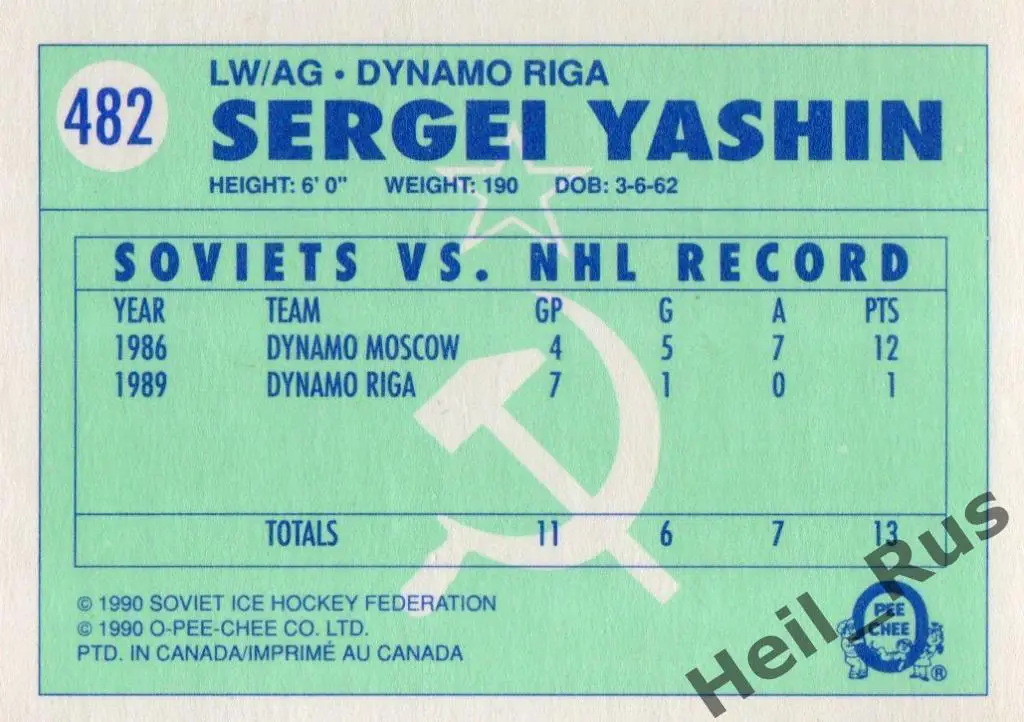 482
LW/AG • DYNAMO RIGA
SERGEI YASHIN
HEIGHT: 6' 0" WEIGHT: 190 DOB: 3-6-62
SOVIETS VS. NHL RECORD
YEAR TEAM GP G A PTS
1986 DYNAMO MOSCOW 4 5 7 12
1989 DYNAMO RIGA 7 1 0 1
TOTALS 11 6 7 13
© 1990 SOVIET ICE HOCKEY FEDERATION
© 1990 O-PEE-CHEE CO. LTD.
PTD. IN CANADA/IMPRIMÉ AU CANADA
O PEE CHEE ®
Heil_Rus